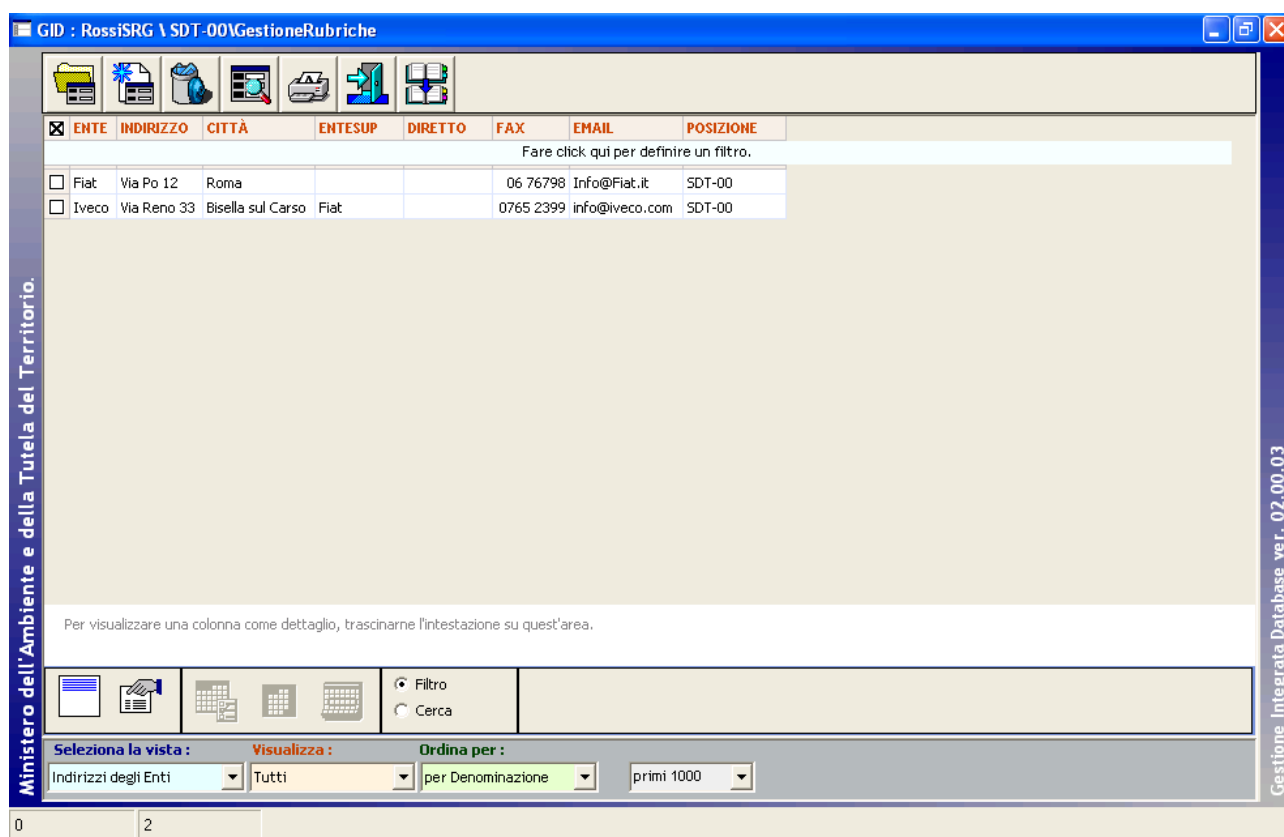 GID : RossiSRG \ SDT-00\GestioneRubriche
ENTE INDIRIZZO CITTÀ ENTESUP DIRETTO FAX EMAIL POSIZIONE
Fare click qui per definire un filtro.
Fiat Via Po 12 Roma 06 76798 Info@Fiat.it SDT-00
Iveco Via Reno 33 Bisella sul Carso Fiat 0765 2399 info@iveco.com SDT-00
Per visualizzare una colonna come dettaglio, trascinarne l'intestazione su quest'area.
Filtro
Cerca
Seleziona la vista : Visualizza : Ordina per :
Indirizzi degli Enti Tutti per Denominazione primi 1000
0 2
Ministero dell'Ambiente e della Tutela del Territorio.
Gestione Integrata Database ver. 02.00.03